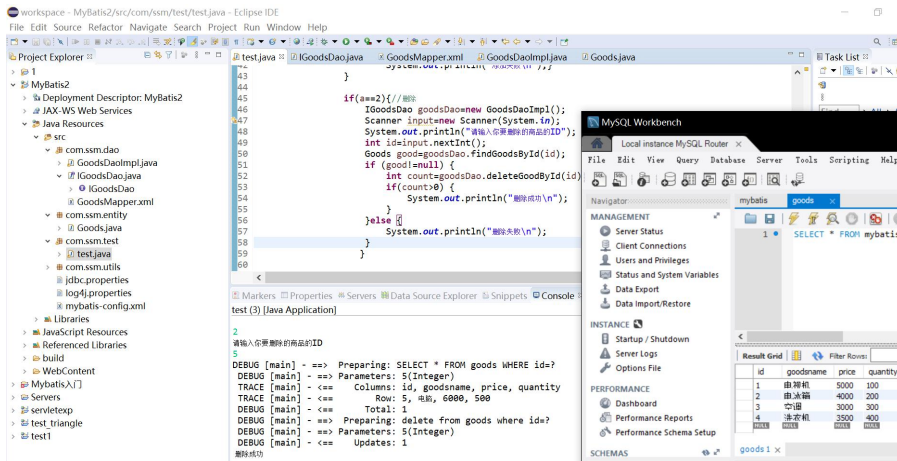 workspace - MyBatis2/src/com/ssm/test/test.java - Eclipse IDE
File Edit Source Refactor Navigate Search Project Run Window Help
Project Explorer
1
MyBatis2
Deployment Descriptor: MyBatis2
JAX-WS Web Services
Java Resources
src
com.ssm.dao
GoodsDaoImpl.java
IGoodsDao.java
IGoodsDao
GoodsMapper.xml
com.ssm.entity
Goods.java
com.ssm.test
test.java
com.ssm.utils
jdbc.properties
log4j.properties
mybatis-config.xml
Libraries
JavaScript Resources
Referenced Libraries
build
WebContent
Mybatis入门
Servers
servletexp
test_triangle
test1
test.java IGoodsDao.java GoodsMapper.xml GoodsDaoImpl.java Goods.java
42 System.out.println("添加失败\n");}
43 }
44
45 if(a==2){//删除
46 IGoodsDao goodsDao=new GoodsDaoImpl();
47 Scanner input=new Scanner(System.in);
48 System.out.println("请输入你要删除的商品的ID");
49 int id=input.nextInt();
50 Goods good=goodsDao.findGoodsById(id);
51 if (good!=null) {
52 int count=goodsDao.deleteGoodById(id)
53 if(count>0) {
54 System.out.println("删除成功\n");
55 }
56 }else {
57 System.out.println("删除失败\n");
58 }
59 }
60
Markers Properties Servers Data Source Explorer Snippets Console
test (3) [Java Application]
2
请输入你要删除的商品的ID
5
DEBUG [main] - ==> Preparing: SELECT * FROM goods WHERE id=?
DEBUG [main] - ==> Parameters: 5(Integer)
TRACE [main] - <== Columns: id, goodsname, price, quantity
TRACE [main] - <== Row: 5, 电脑, 6000, 500
DEBUG [main] - <== Total: 1
DEBUG [main] - ==> Preparing: delete from goods where id=?
DEBUG [main] - ==> Parameters: 5(Integer)
DEBUG [main] - <== Updates: 1
删除成功
Task List
MySQL Workbench
Local instance MySQL Router
File Edit View Query Database Server Tools Scripting Help
Navigator
MANAGEMENT
Server Status
Client Connections
Users and Privileges
Status and System Variables
Data Export
Data Import/Restore
INSTANCE
Startup / Shutdown
Server Logs
Options File
PERFORMANCE
Dashboard
Performance Reports
Performance Schema Setup
SCHEMAS
mybatis goods
1 SELECT * FROM mybatis
Result Grid Filter Rows:
id goodsname price quantity
1 电视机 5000 100
2 电冰箱 4000 200
3 空调 3000 300
4 洗衣机 3500 400
NULL NULL NULL NULL
goods 1